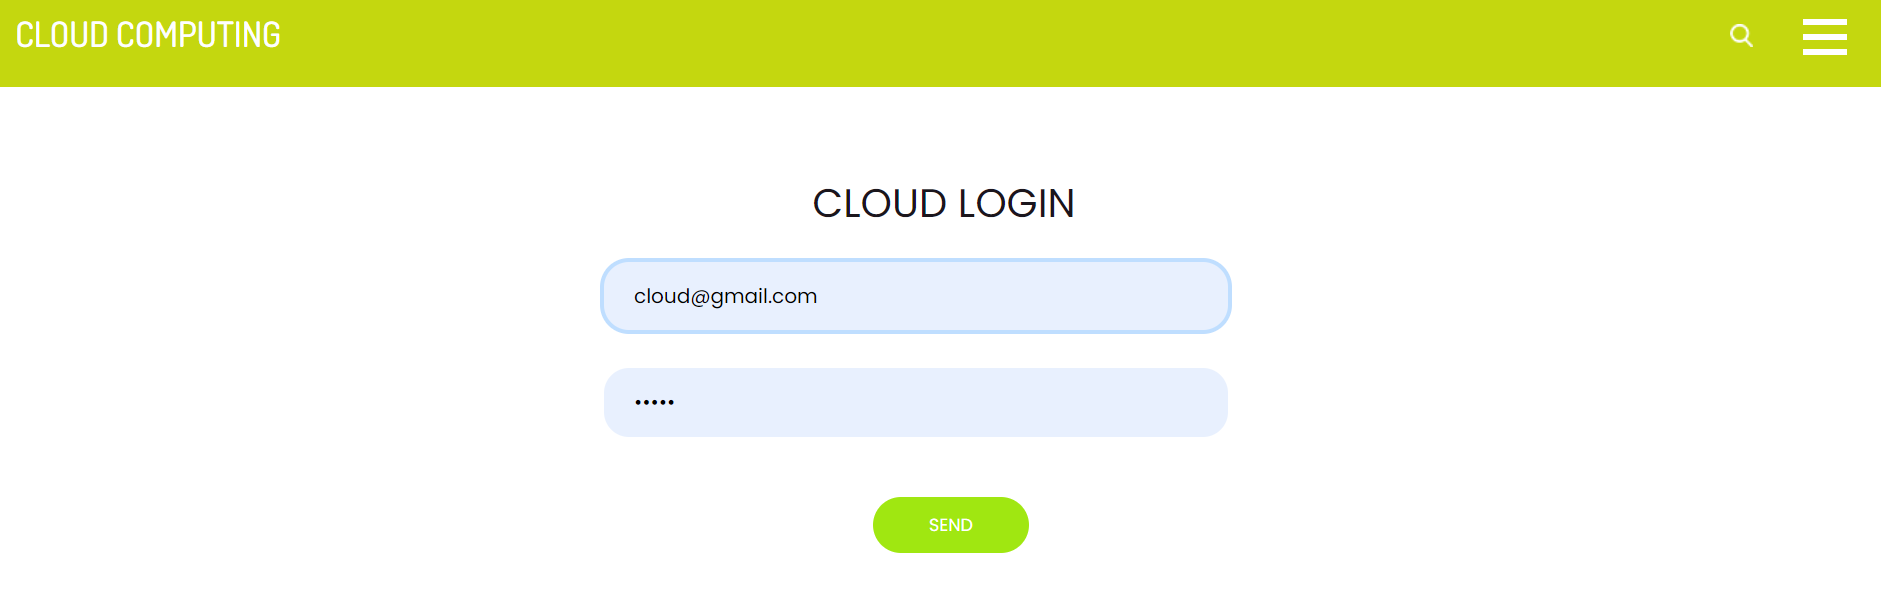 CLOUD COMPUTING
CLOUD LOGIN
cloud@gmail.com
•••••
SEND